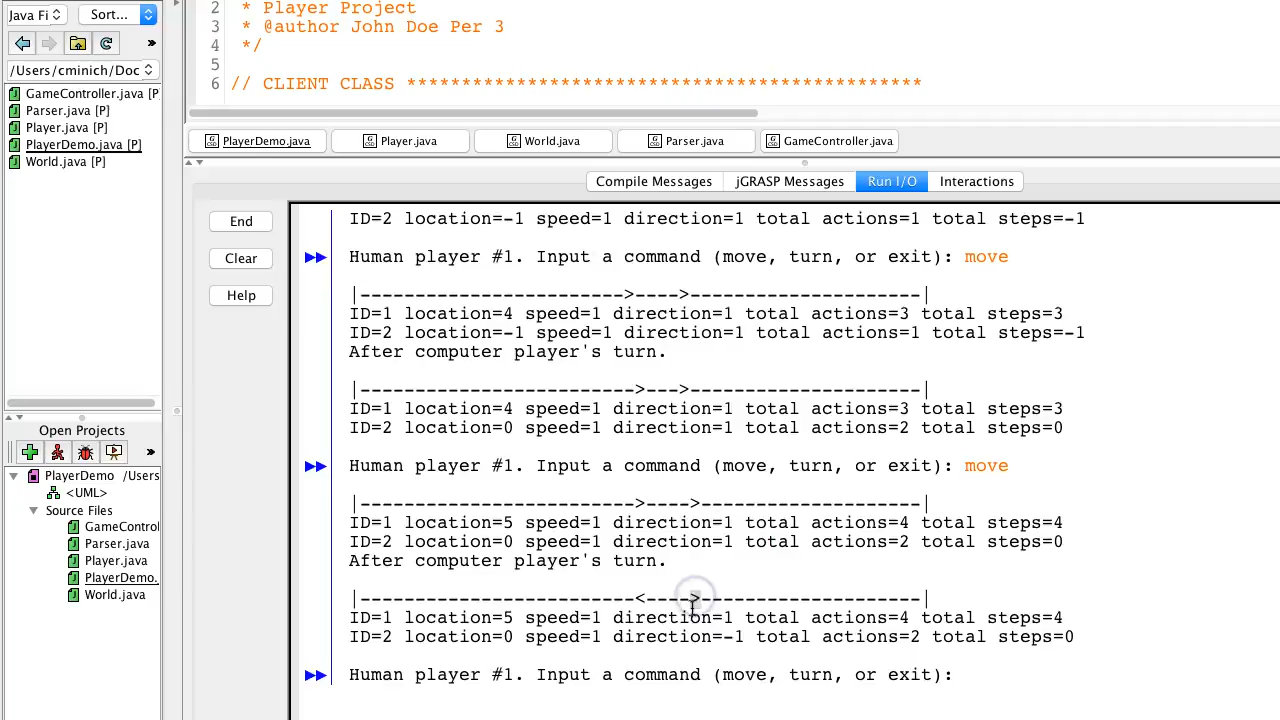 Java Fi
Sort...
/Users/cminich/Doc
GameController.java [P
Parser.java [P]
Player.java [P]
PlayerDemo.java [P]
World.java [P]
Open Projects
PlayerDemo /Users
<UML>
Source Files
GameControl
Parser.java
Player.java
PlayerDemo.
World.java
2 * Player Project
3 * @author John Doe Per 3
4 */
5
6 // CLIENT CLASS ***********************************************
PlayerDemo.java Player.java World.java Parser.java GameController.java
Compile Messages jGRASP Messages Run I/O Interactions
End
Clear
Help
ID=2 location=-1 speed=1 direction=1 total actions=1 total steps=-1
Human player #1. Input a command (move, turn, or exit): move
|------------------------>---->---------------------|
ID=1 location=4 speed=1 direction=1 total actions=3 total steps=3
ID=2 location=-1 speed=1 direction=1 total actions=1 total steps=-1
After computer player's turn.
|------------------------->--->---------------------|
ID=1 location=4 speed=1 direction=1 total actions=3 total steps=3
ID=2 location=0 speed=1 direction=1 total actions=2 total steps=0
Human player #1. Input a command (move, turn, or exit): move
|------------------------->---->--------------------|
ID=1 location=5 speed=1 direction=1 total actions=4 total steps=4
ID=2 location=0 speed=1 direction=1 total actions=2 total steps=0
After computer player's turn.
|-------------------------<---->--------------------|
ID=1 location=5 speed=1 direction=1 total actions=4 total steps=4
ID=2 location=0 speed=1 direction=-1 total actions=2 total steps=0
Human player #1. Input a command (move, turn, or exit):